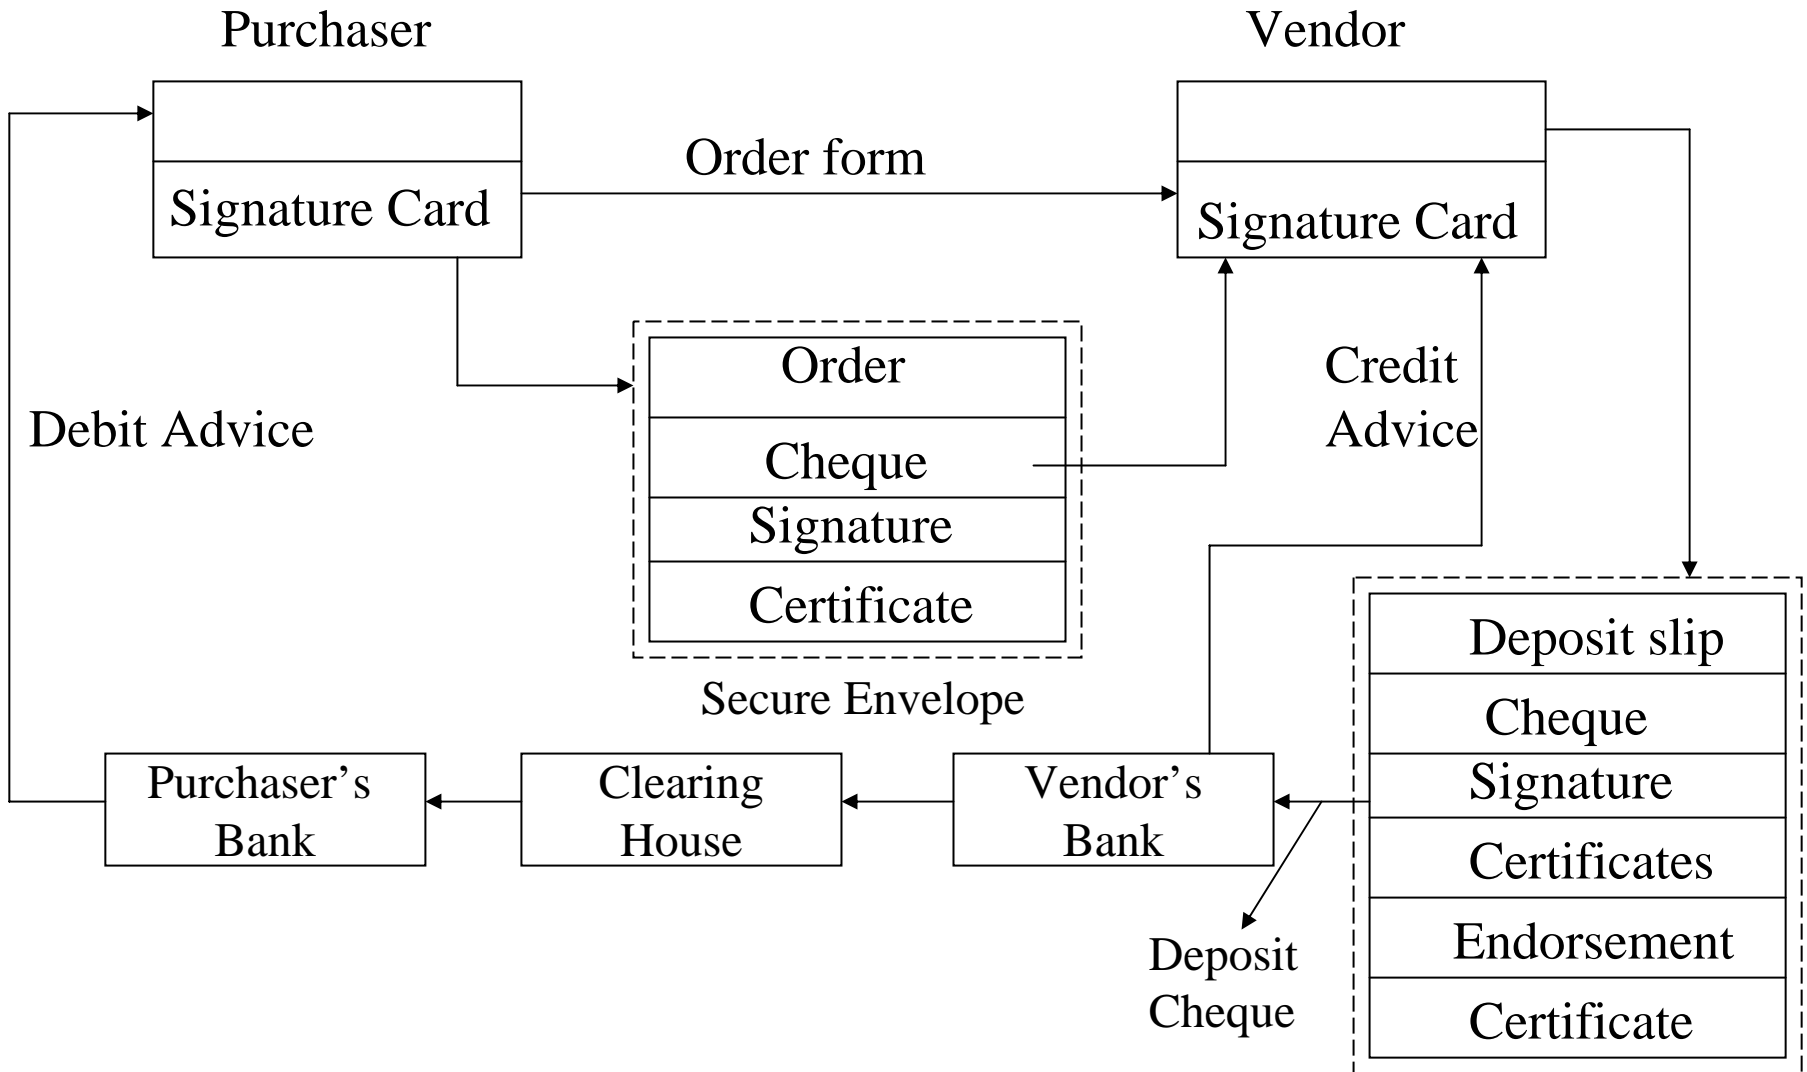 Purchaser
Vendor
Order form
Signature Card
Signature Card
Order
Credit
Advice
Debit Advice
Cheque
Signature
Certificate
Secure Envelope
Deposit slip
Cheque
Signature
Certificates
Endorsement
Certificate
Purchaser’s
Bank
Clearing
House
Vendor’s
Bank
Deposit
Cheque